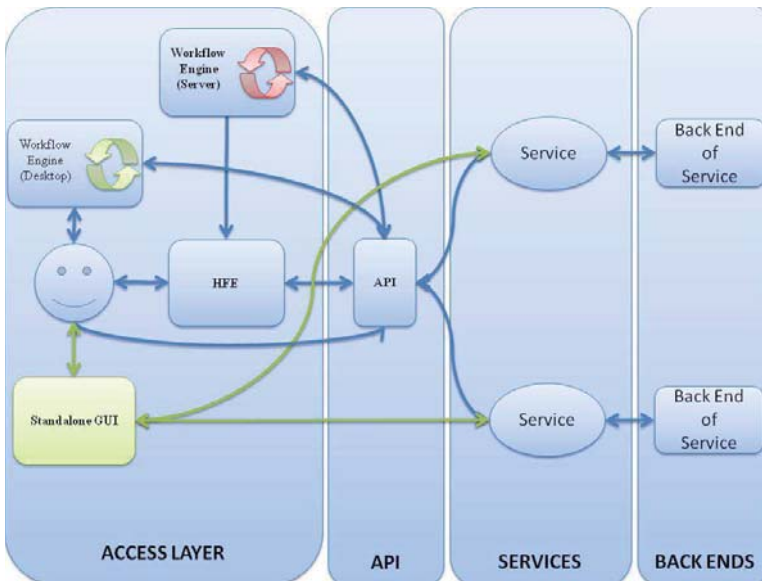 Workflow
Engine
(Server)
Workflow
Engine
(Desktop)
Service
Back End
of
Service
HFE
API
Standalone GUI
Service
Back End
of
Service
ACCESS LAYER
API
SERVICES
BACK ENDS